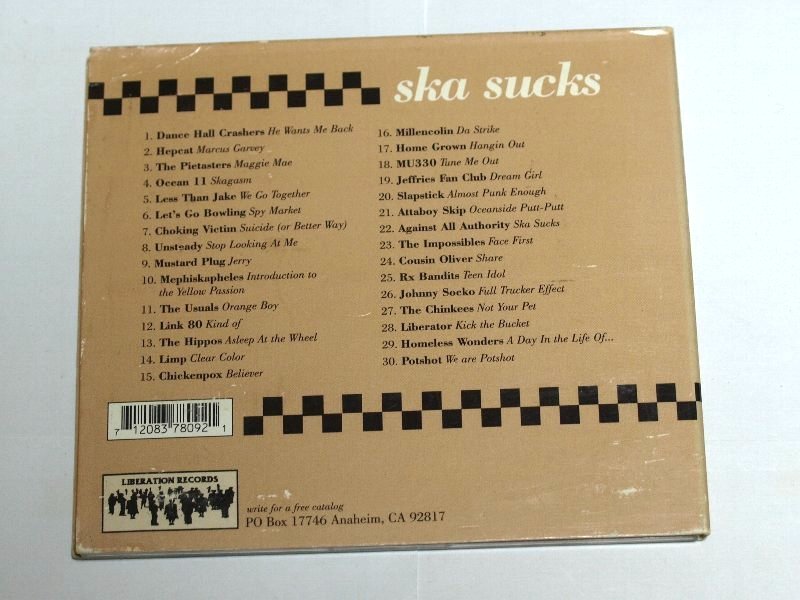 ska sucks
1. Dance Hall Crashers He Wants Me Back
2. Hepcat Marcus Garvey
3. The Pietasters Maggie Mae
4. Ocean 11 Skagasm
5. Less Than Jake We Go Together
6. Let's Go Bowling Spy Market
7. Choking Victim Suicide (or Better Way)
8. Unsteady Stop Looking At Me
9. Mustard Plug Jerry
10. Mephiskapheles Introduction to
the Yellow Passion
11. The Usuals Orange Boy
12. Link 80 Kind of
13. The Hippos Asleep At the Wheel
14. Limp Clear Color
15. Chickenpox Believer
16. Millencolin Da Strike
17. Home Grown Hangin Out
18. MU330 Tune Me Out
19. Jeffries Fan Club Dream Girl
20. Slapstick Almost Punk Enough
21. Attaboy Skip Oceanside Putt-Putt
22. Against All Authority Ska Sucks
23. The Impossibles Face First
24. Cousin Oliver Share
25. Rx Bandits Teen Idol
26. Johnny Socko Full Trucker Effect
27. The Chinkees Not Your Pet
28. Liberator Kick the Bucket
29. Homeless Wonders A Day In the Life Of...
30. Potshot We are Potshot
7 12083 78092 1
LIBERATION RECORDS
write for a free catalog
PO Box 17746 Anaheim, CA 92817